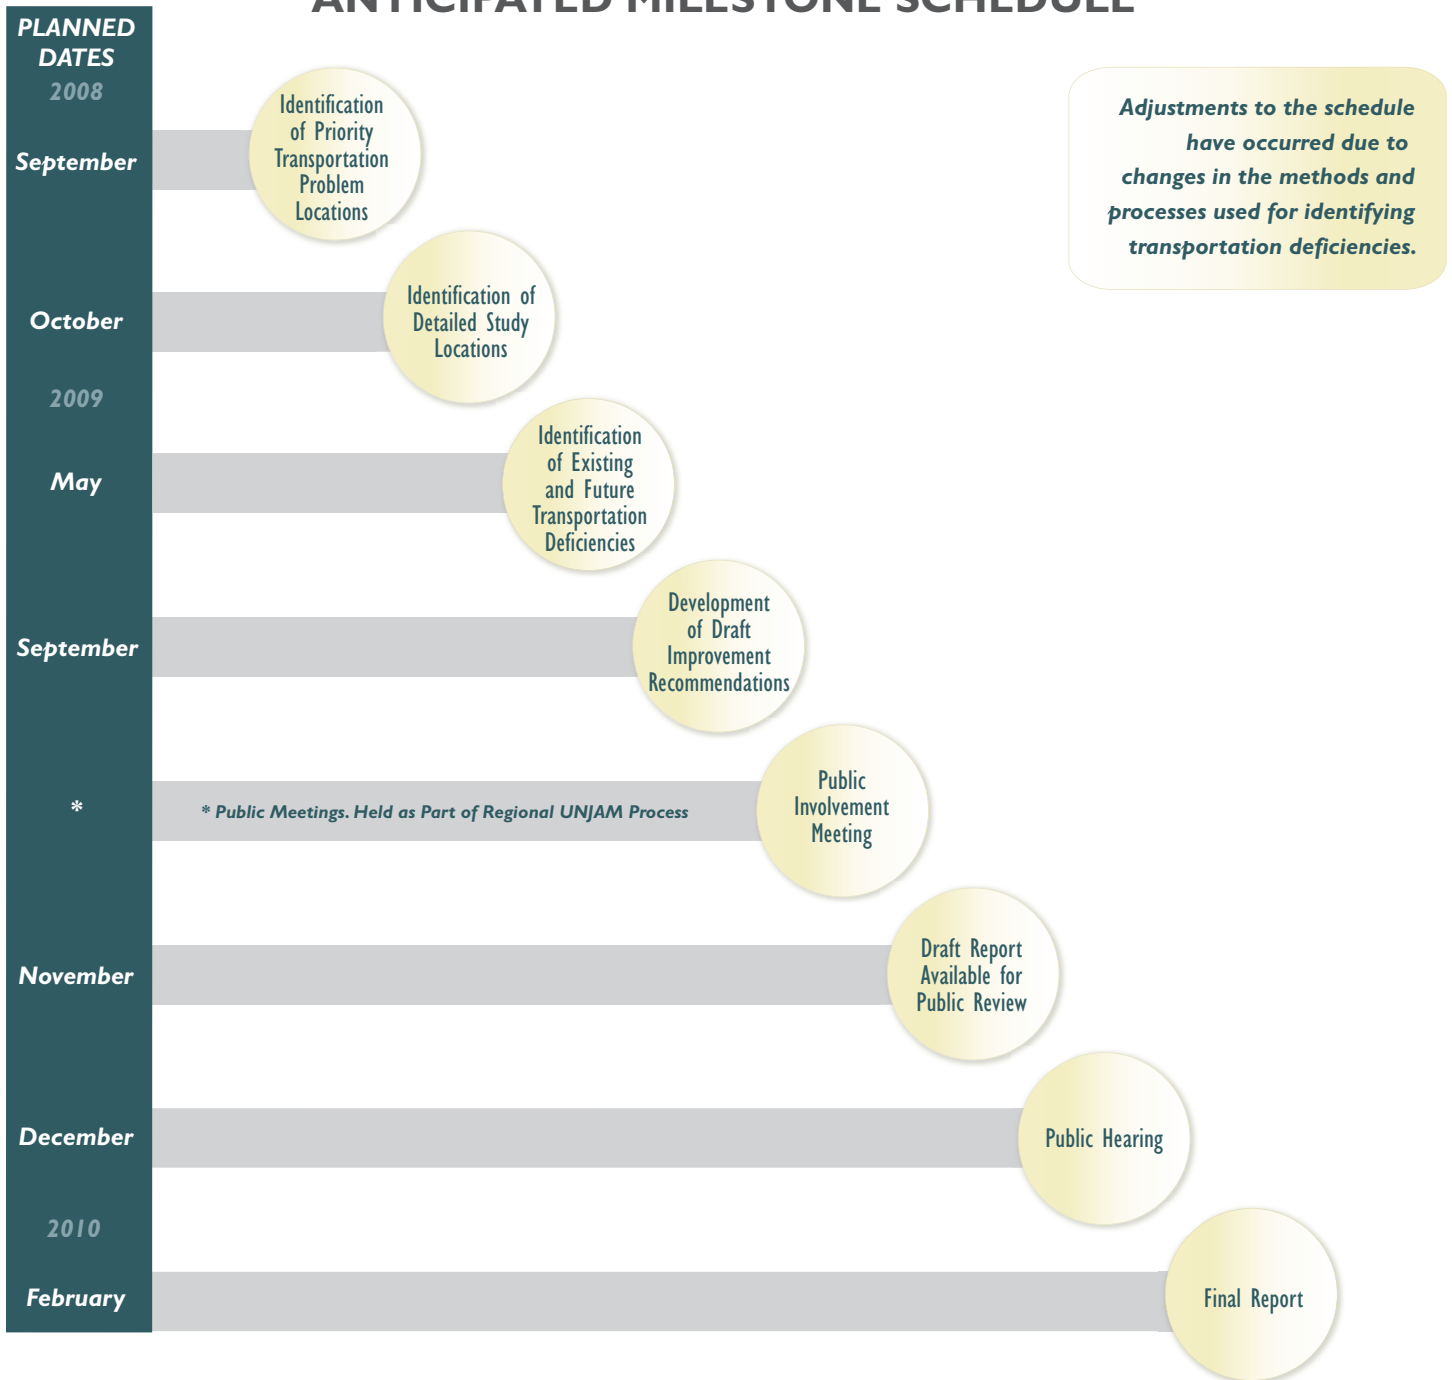 ANTICIPATED MILESTONE SCHEDULE
PLANNED
DATES
2008
September
Identification
of Priority
Transportation
Problem
Locations
Adjustments to the schedule
have occurred due to
changes in the methods and
processes used for identifying
transportation deficiencies.
October
Identification of
Detailed Study
Locations
2009
May
Identification
of Existing
and Future
Transportation
Deficiencies
September
Development
of Draft
Improvement
Recommendations
*
* Public Meetings. Held as Part of Regional UNJAM Process
Public
Involvement
Meeting
November
Draft Report
Available for
Public Review
December
Public Hearing
2010
February
Final Report